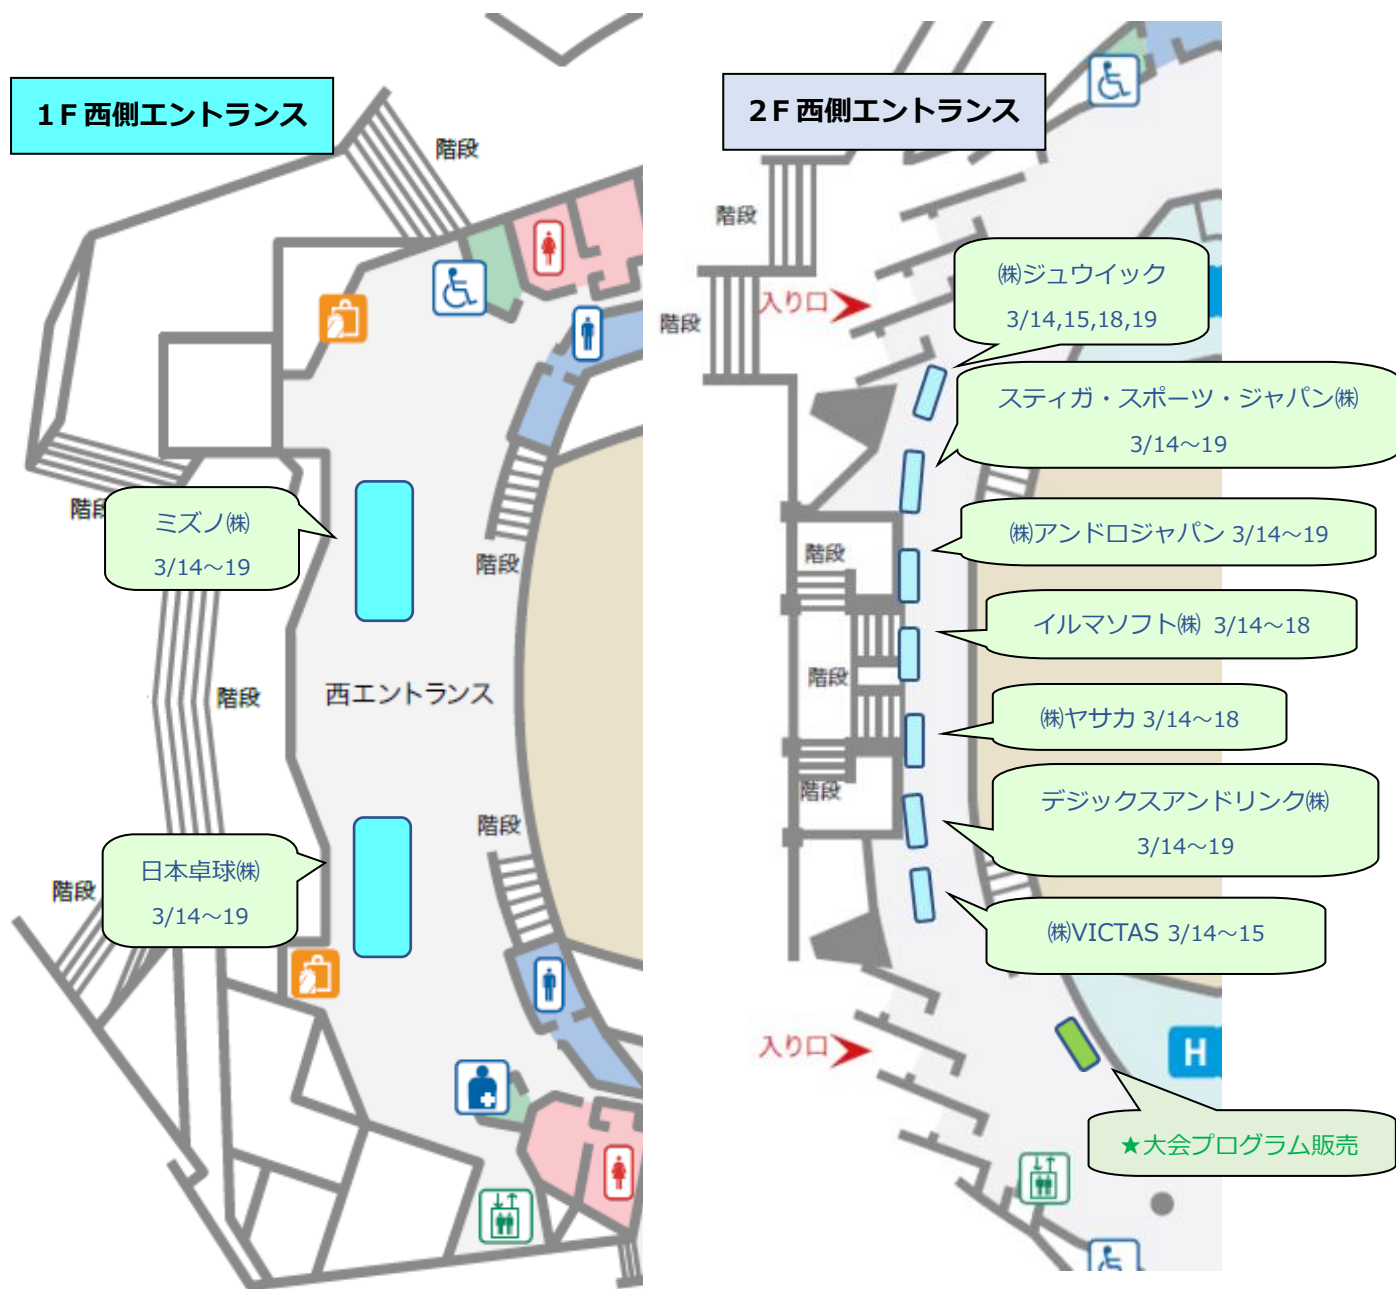 1F西側エントランス
階段
階段
ミズノ㈱
3/14～19
階段
階段
西エントランス
階段
日本卓球㈱
3/14～19
階段
2F西側エントランス
階段
階段
入り口
㈱ジュウイック
3/14,15,18,19
スティガ・スポーツ・ジャパン㈱
3/14～19
㈱アンドロジャパン 3/14～19
階段
イルマソフト㈱ 3/14～18
階段
㈱ヤサカ 3/14～18
階段
デジックスアンドリンク㈱
3/14～19
㈱VICTAS 3/14～15
入り口
H
★大会プログラム販売